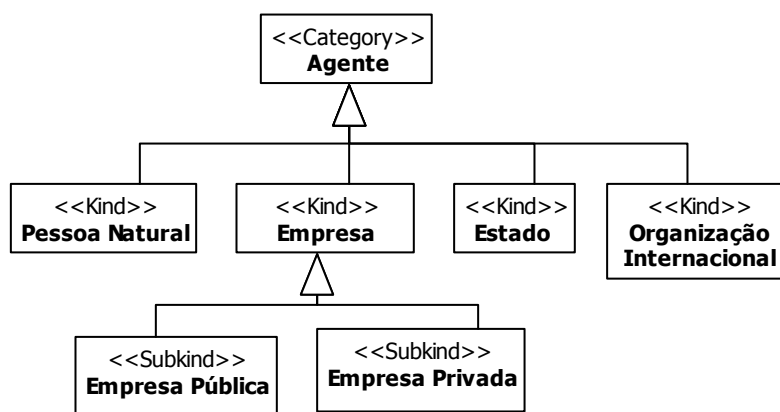 <<Category>>
Agente
<<Kind>>
Pessoa Natural
<<Kind>>
Empresa
<<Kind>>
Estado
<<Kind>>
Organização
Internacional
<<Subkind>>
Empresa Pública
<<Subkind>>
Empresa Privada